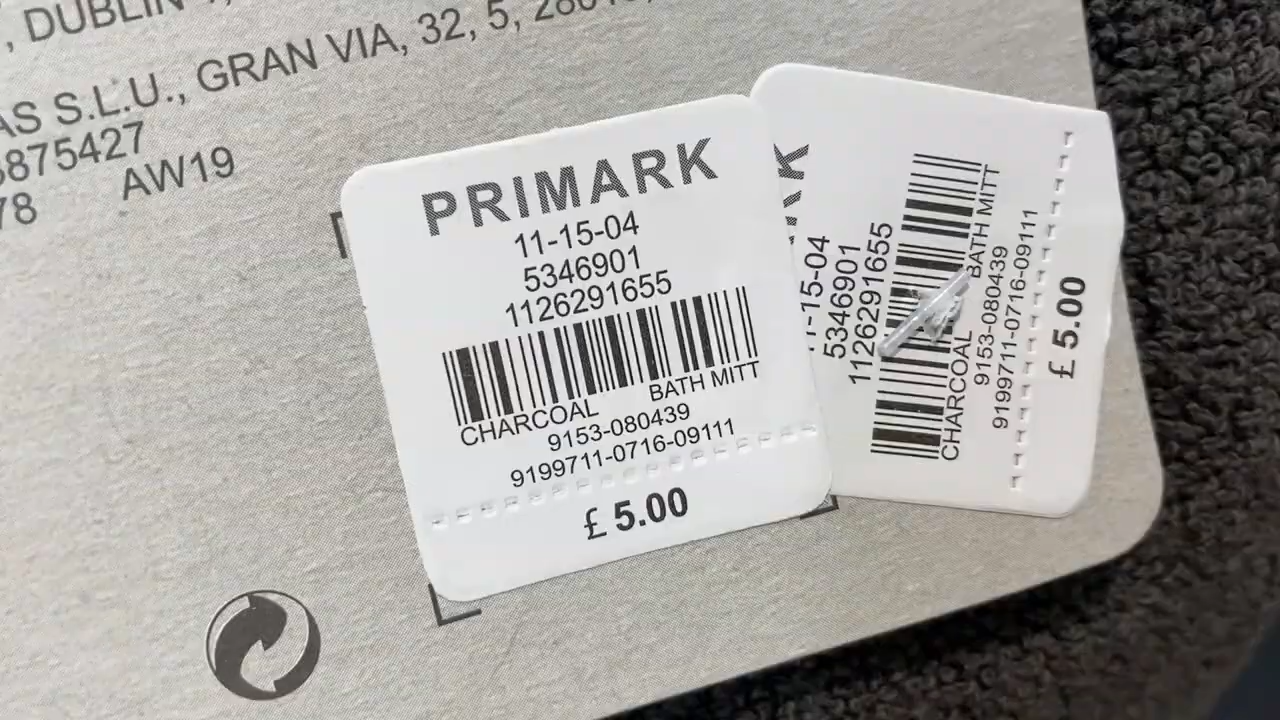 , DUBLIN
S.L.U., GRAN VIA, 32, 5,
875427
78 AW19
PRIMARK
11-15-04
5346901
1126291655
CHARCOAL BATH MITT
9153-080439
9199711-0716-09111
£ 5.00
RK
11-15-04
5346901
1126291655
CHARCOAL BATH MITT
9153-080439
9199711-0716-09111
£ 5.00